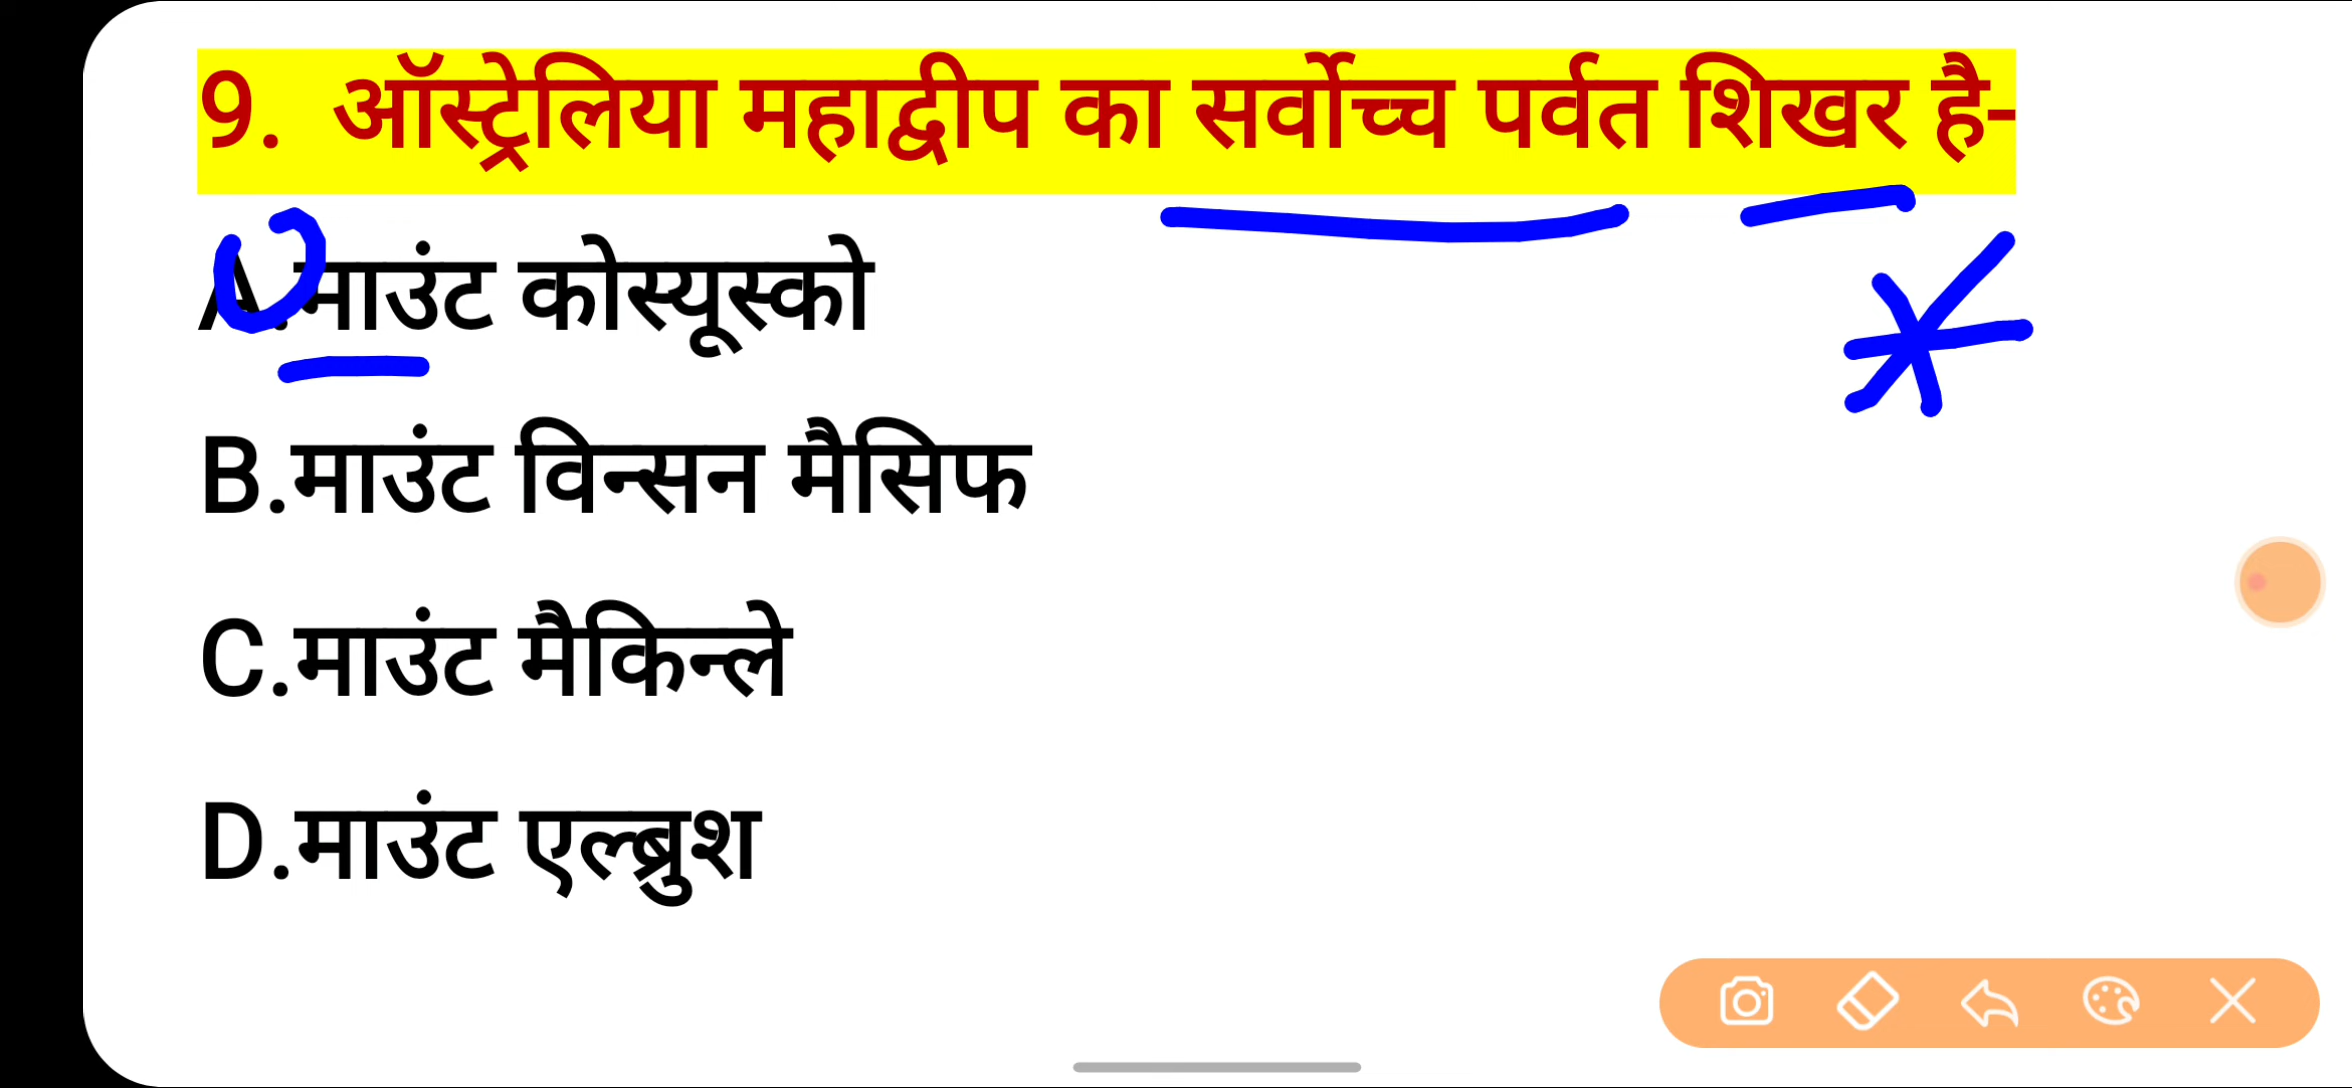 9. ऑस्ट्रेलिया महाद्वीप का सर्वोच्च पर्वत शिखर है-
A.माउंट कोस्यूस्को
B.माउंट विन्सन मैसिफ
C.माउंट मैकिन्ले
D.माउंट एल्ब्रुश